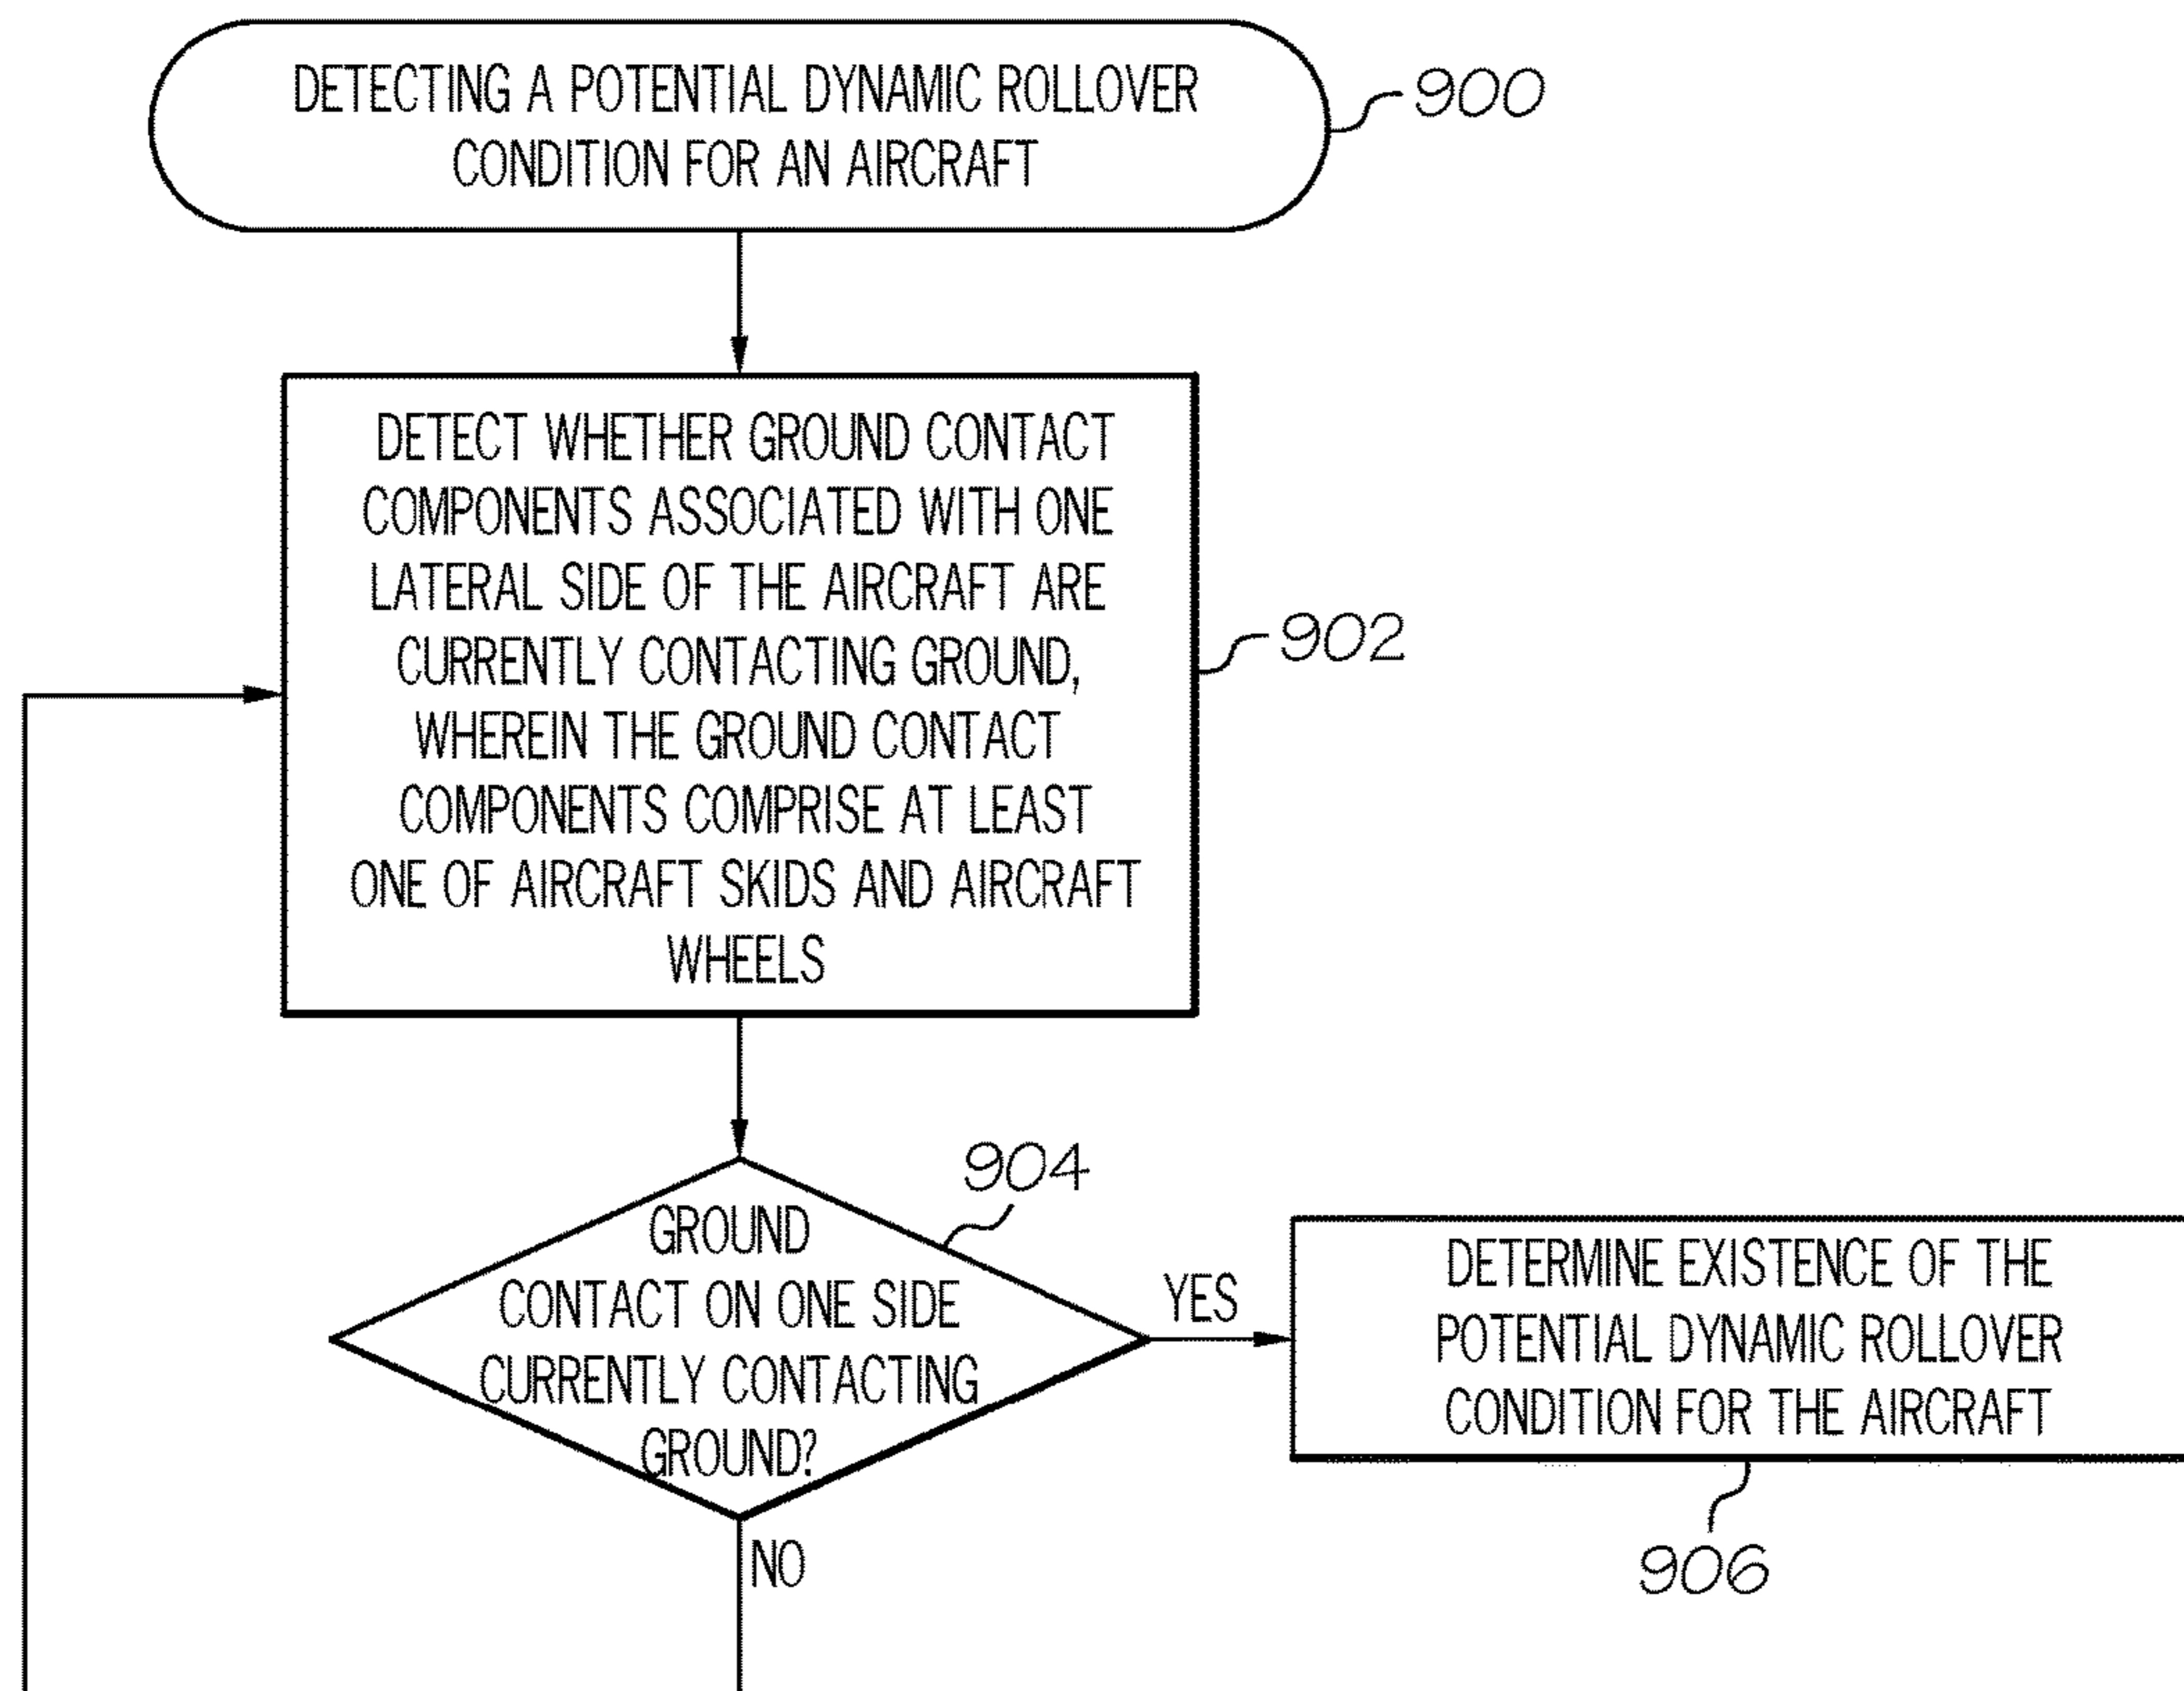 DETECTING A POTENTIAL DYNAMIC ROLLOVER
CONDITION FOR AN AIRCRAFT
900
DETECT WHETHER GROUND CONTACT
COMPONENTS ASSOCIATED WITH ONE
LATERAL SIDE OF THE AIRCRAFT ARE
CURRENTLY CONTACTING GROUND,
WHEREIN THE GROUND CONTACT
COMPONENTS COMPRISE AT LEAST
ONE OF AIRCRAFT SKIDS AND AIRCRAFT
WHEELS
902
904
GROUND
CONTACT ON ONE SIDE
CURRENTLY CONTACTING
GROUND?
YES
NO
DETERMINE EXISTENCE OF THE
POTENTIAL DYNAMIC ROLLOVER
CONDITION FOR THE AIRCRAFT
906